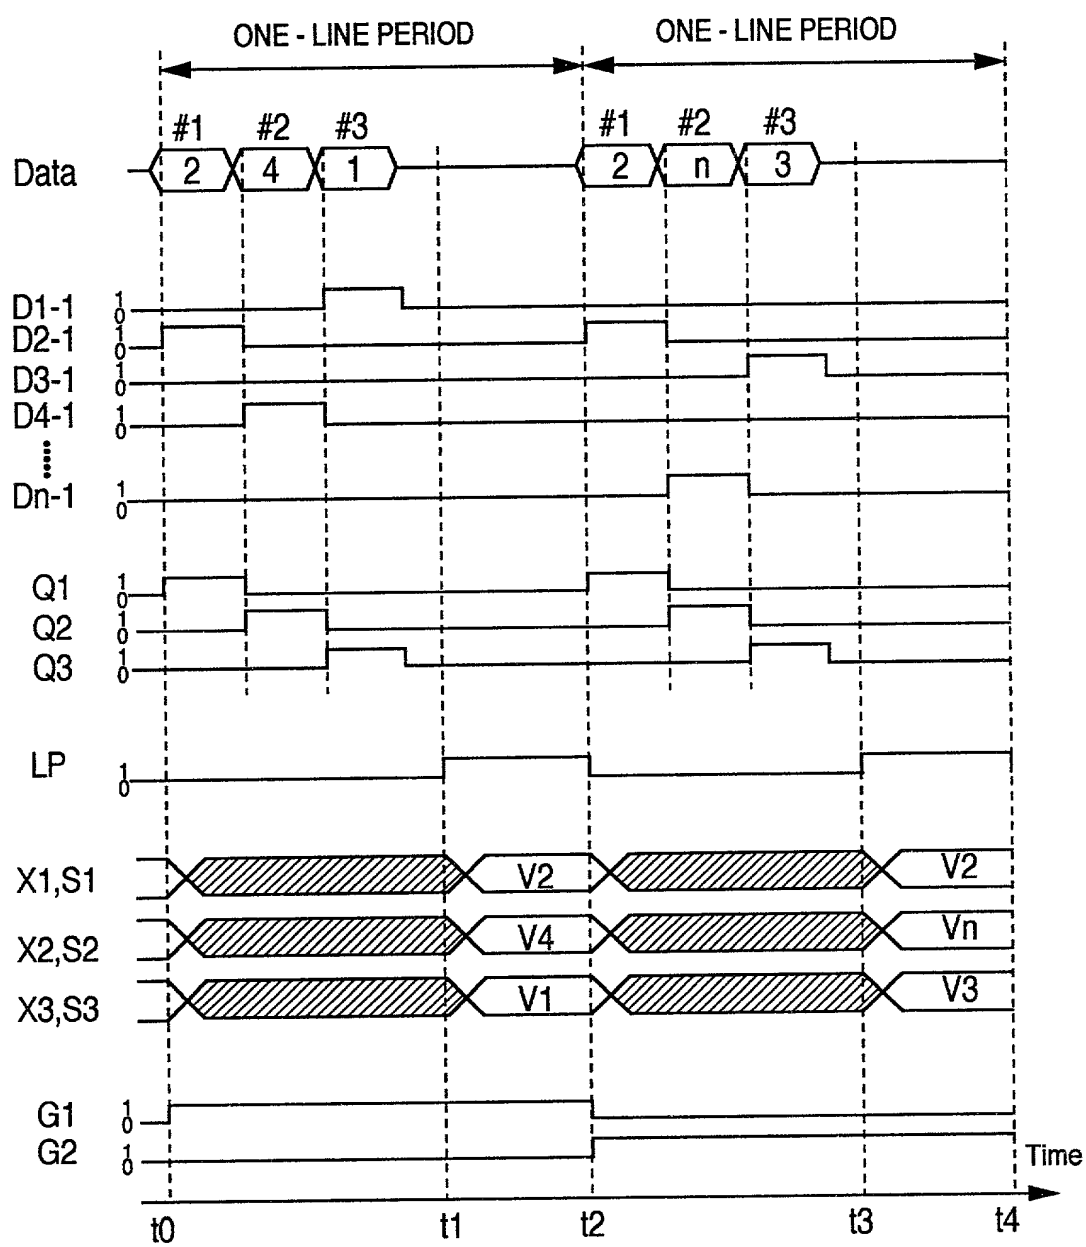 ONE - LINE PERIOD ONE - LINE PERIOD
#1 #2 #3 #1 #2 #3
Data 2 4 1 2 n 3
D1-1 1 0
D2-1 1 0
D3-1 1 0
D4-1 1 0
Dn-1 1 0
Q1 1 0
Q2 1 0
Q3 1 0
LP 1 0
X1,S1 V2 V2
X2,S2 V4 Vn
X3,S3 V1 V3
G1 1 0
G2 1 0
Time
t0 t1 t2 t3 t4